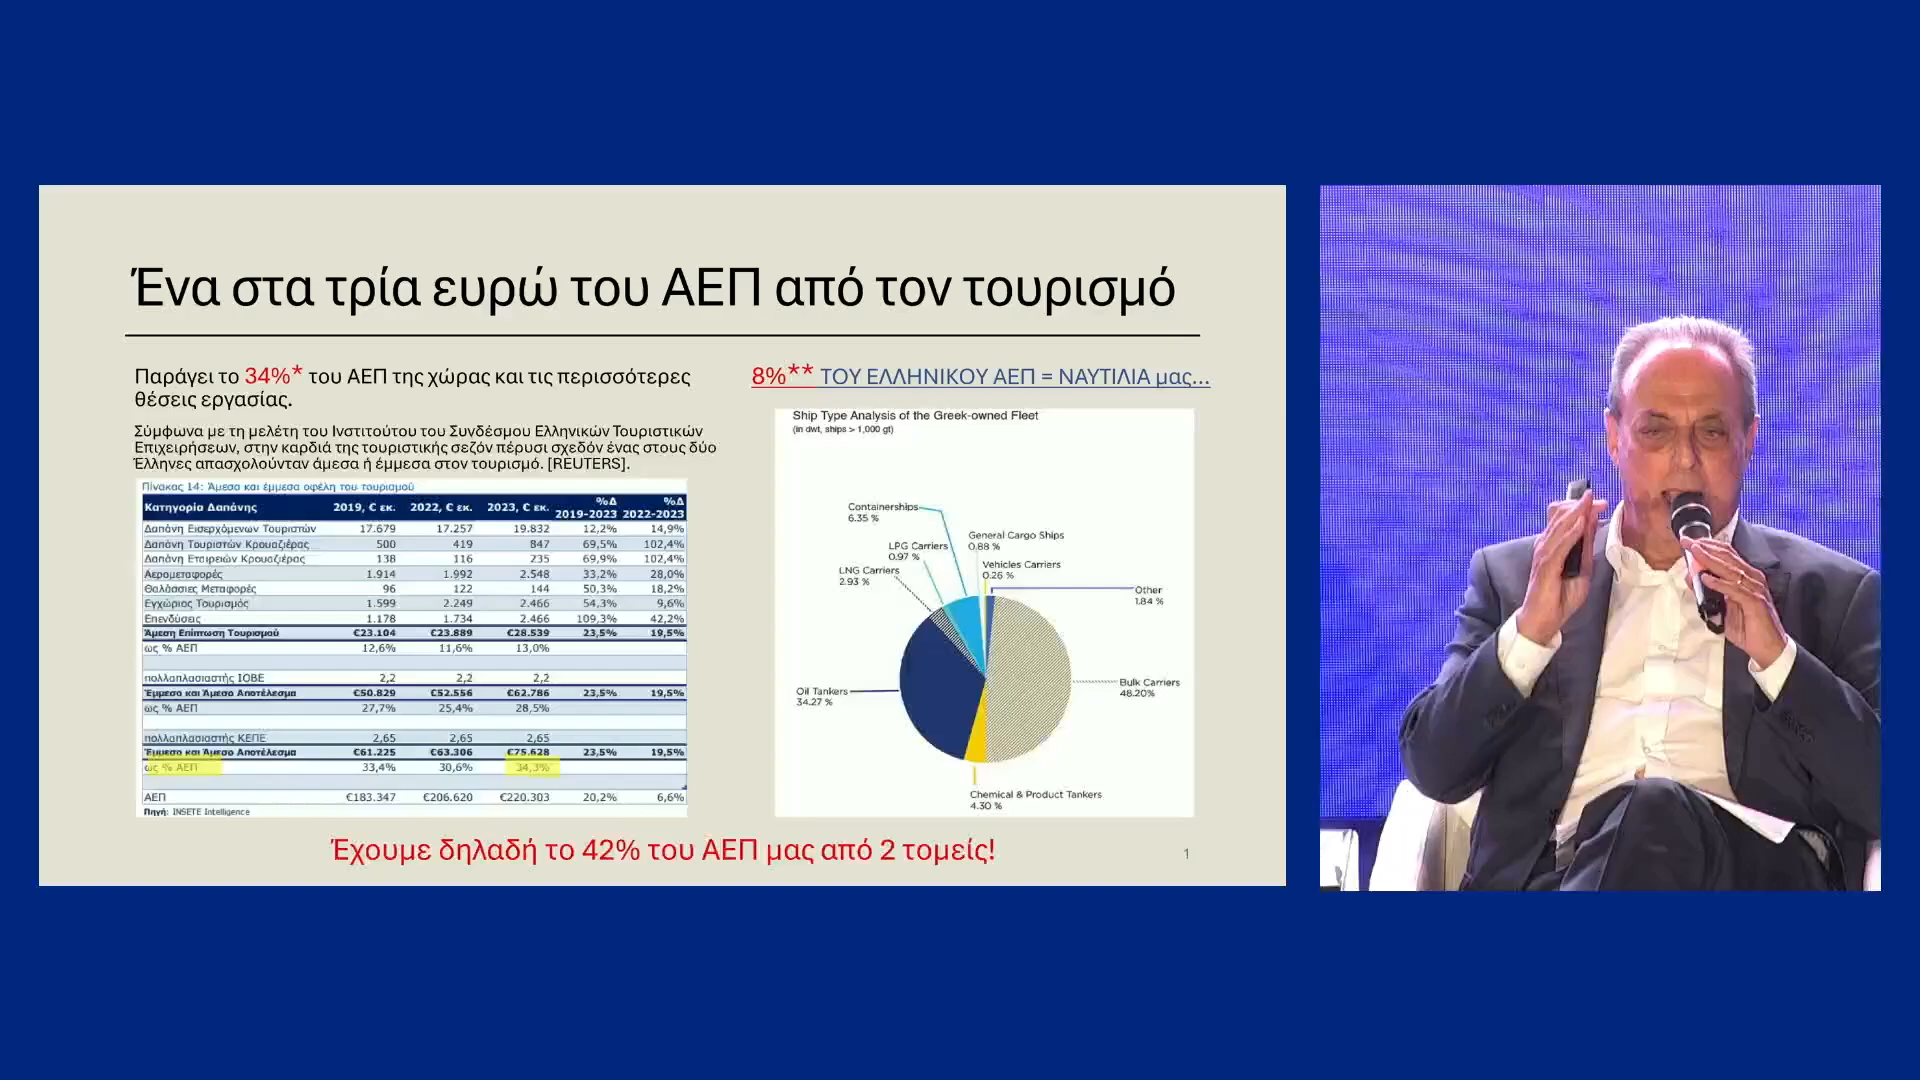 Ένα στα τρία ευρώ του ΑΕΠ από τον τουρισμό
Παράγει το 34%* του ΑΕΠ της χώρας και τις περισσότερες
θέσεις εργασίας.
Σύμφωνα με τη μελέτη του Ινστιτούτου του Συνδέσμου Ελληνικών Τουριστικών
Επιχειρήσεων, στην καρδιά της τουριστικής σεζόν πέρυσι σχεδόν ένας στους δύο
Έλληνες απασχολούνταν άμεσα ή έμμεσα στον τουρισμό. [REUTERS].
Πίνακας 14: Άμεσα και έμμεσα οφέλη του τουρισμού
Κατηγορία Δαπάνης 2019, € εκ. 2022, € εκ. 2023, € εκ. %Δ 2019-2023 %Δ 2022-2023
Δαπάνη Εισερχόμενων Τουριστών 17.679 17.257 19.832 12,2% 14,9%
Δαπάνη Τουριστών Κρουαζιέρας 500 419 847 69,5% 102,4%
Δαπάνη Εταιρειών Κρουαζιέρας 138 116 235 69,9% 102,4%
Αερομεταφορές 1.914 1.992 2.548 33,2% 28,0%
Θαλάσσιες Μεταφορές 96 122 144 50,3% 18,2%
Εγχώριος Τουρισμός 1.599 2.249 2.466 54,3% 9,6%
Επενδύσεις 1.178 1.734 2.466 109,3% 42,2%
Άμεση Επίπτωση Τουρισμού €23.104 €23.889 €28.539 23,5% 19,5%
ως % ΑΕΠ 12,6% 11,6% 13,0%
πολλαπλασιαστής ΙΟΒΕ 2,2 2,2 2,2
Έμμεσο και Άμεσο Αποτέλεσμα €50.829 €52.556 €62.786 23,5% 19,5%
ως % ΑΕΠ 27,7% 25,4% 28,5%
πολλαπλασιαστής ΚΕΠΕ 2,65 2,65 2,65
Έμμεσο και Άμεσο Αποτέλεσμα €61.225 €63.306 €75.628 23,5% 19,5%
ως % ΑΕΠ 33,4% 30,6% 34,3%
ΑΕΠ €183.347 €206.620 €220.303 20,2% 6,6%
Πηγή: INSETE Intelligence
8%** ΤΟΥ ΕΛΛΗΝΙΚΟΥ ΑΕΠ = ΝΑΥΤΙΛΙΑ μας...
Ship Type Analysis of the Greek-owned Fleet
(in dwt, ships > 1,000 gt)
Containerships
6.35 %
General Cargo Ships
0.88 %
LPG Carriers
0.97 %
Vehicles Carriers
0.26 %
LNG Carriers
2.93 %
Other
1.84 %
Bulk Carriers
48.20%
Oil Tankers
34.27 %
Chemical & Product Tankers
4.30 %
Έχουμε δηλαδή το 42% του ΑΕΠ μας από 2 τομείς!
1